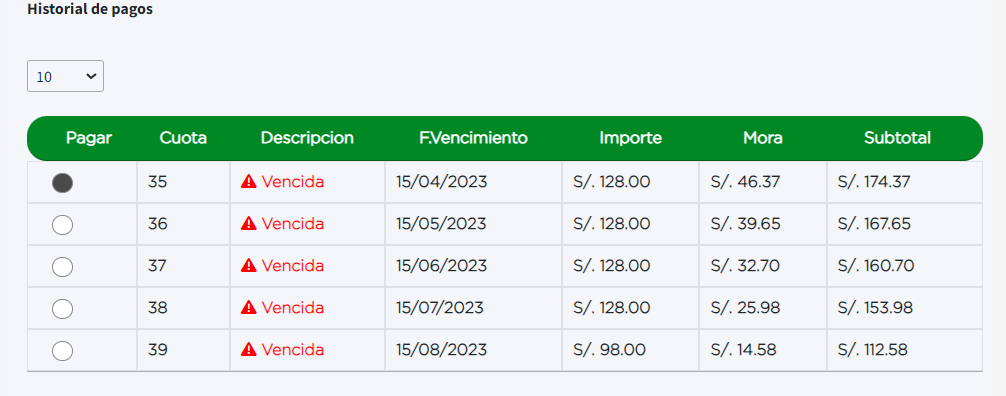 Historial de pagos
10
Pagar Cuota Descripcion F.Vencimiento Importe Mora Subtotal
35 Vencida 15/04/2023 S/. 128.00 S/. 46.37 S/. 174.37
36 Vencida 15/05/2023 S/. 128.00 S/. 39.65 S/. 167.65
37 Vencida 15/06/2023 S/. 128.00 S/. 32.70 S/. 160.70
38 Vencida 15/07/2023 S/. 128.00 S/. 25.98 S/. 153.98
39 Vencida 15/08/2023 S/. 98.00 S/. 14.58 S/. 112.58